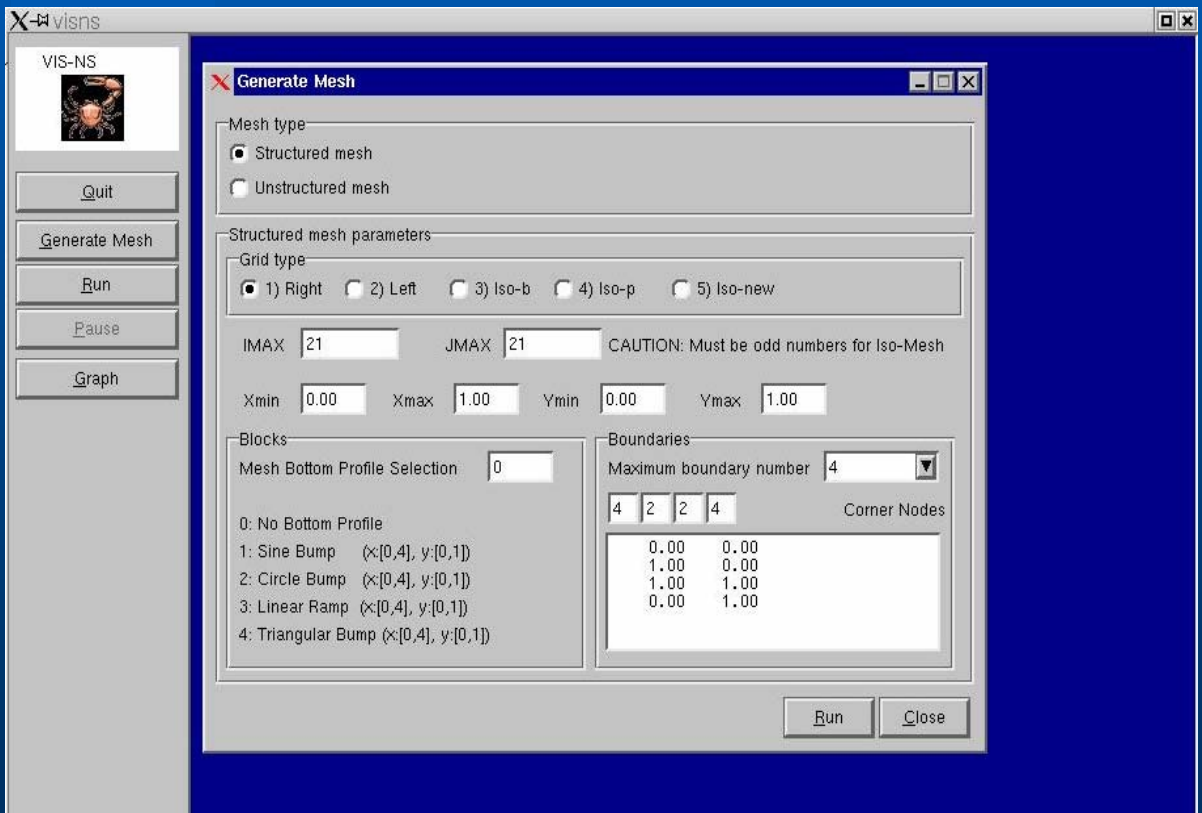 visns
VIS-NS
Quit
Generate Mesh
Run
Pause
Graph
Generate Mesh
Mesh type
Structured mesh
Unstructured mesh
Structured mesh parameters
Grid type
1) Right 2) Left 3) Iso-b 4) Iso-p 5) Iso-new
IMAX 21 JMAX 21 CAUTION: Must be odd numbers for Iso-Mesh
Xmin 0.00 Xmax 1.00 Ymin 0.00 Ymax 1.00
Blocks
Mesh Bottom Profile Selection 0
0: No Bottom Profile
1: Sine Bump (x:[0,4], y:[0,1])
2: Circle Bump (x:[0,4], y:[0,1])
3: Linear Ramp (x:[0,4], y:[0,1])
4: Triangular Bump (x:[0,4], y:[0,1])
Boundaries
Maximum boundary number 4
4 2 2 4 Corner Nodes
0.00 0.00
1.00 0.00
1.00 1.00
0.00 1.00
Run Close